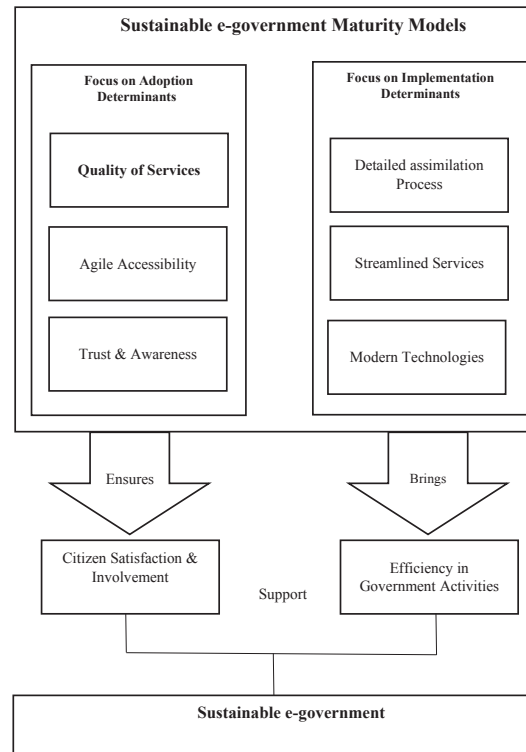 Sustainable e-government Maturity Models
Focus on Adoption
Determinants
Quality of Services
Agile Accessibility
Trust & Awareness
Focus on Implementation
Determinants
Detailed assimilation
Process
Streamlined Services
Modern Technologies
Ensures
Brings
Citizen Satisfaction &
Involvement
Efficiency in
Government Activities
Support
Sustainable e-government